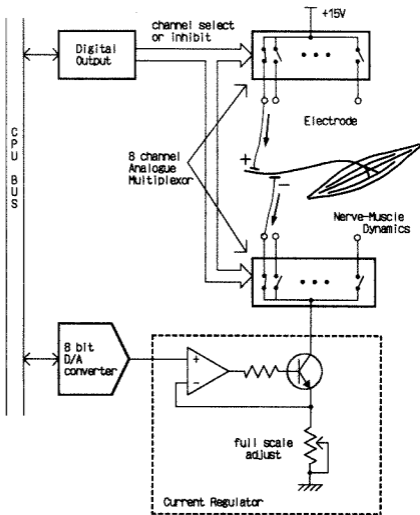 +15V
channel select
or inhibit
Digital
Output
Electrode
CPU BUS
8 channel
Analogue
Multiplexor
+
−
Nerve-Muscle
Dynamics
8 bit
D/A
converter
+
−
full scale
adjust
Current Regulator